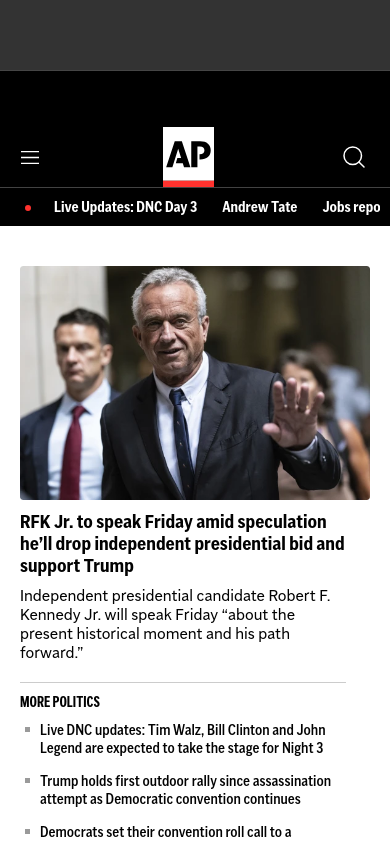 AP
Live Updates: DNC Day 3 Andrew Tate Jobs repo
RFK Jr. to speak Friday amid speculation
he’ll drop independent presidential bid and
support Trump
Independent presidential candidate Robert F.
Kennedy Jr. will speak Friday “about the
present historical moment and his path
forward.”
MORE POLITICS
Live DNC updates: Tim Walz, Bill Clinton and John
Legend are expected to take the stage for Night 3
Trump holds first outdoor rally since assassination
attempt as Democratic convention continues
Democrats set their convention roll call to a